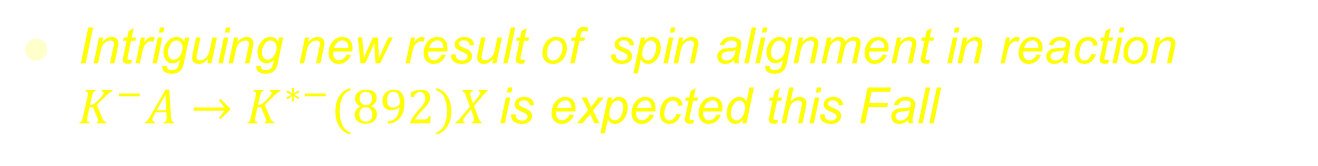 • Intriguing new result of spin alignment in reaction
K⁻A → K*⁻(892)X is expected this Fall